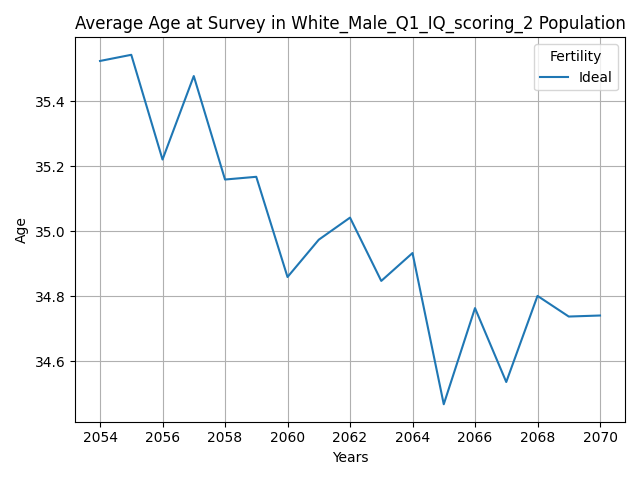 Average Age at Survey in White_Male_Q1_IQ_scoring_2 Population
Fertility
Ideal
Age
35.4
35.2
35.0
34.8
34.6
2054 2056 2058 2060 2062 2064 2066 2068 2070
Years